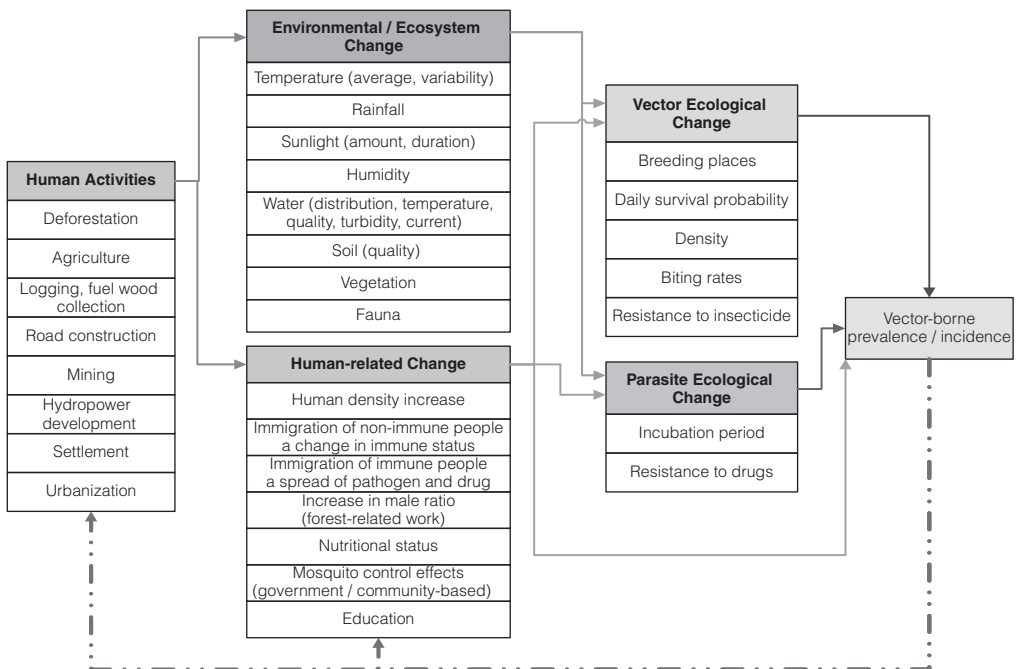 Human Activities
Deforestation
Agriculture
Logging, fuel wood
collection
Road construction
Mining
Hydropower
development
Settlement
Urbanization
Environmental / Ecosystem
Change
Temperature (average, variability)
Rainfall
Sunlight (amount, duration)
Humidity
Water (distribution, temperature,
quality, turbidity, current)
Soil (quality)
Vegetation
Fauna
Human-related Change
Human density increase
Immigration of non-immune people
a change in immune status
Immigration of immune people
a spread of pathogen and drug
Increase in male ratio
(forest-related work)
Nutritional status
Mosquito control effects
(government / community-based)
Education
Vector Ecological
Change
Breeding places
Daily survival probability
Density
Biting rates
Resistance to insecticide
Parasite Ecological
Change
Incubation period
Resistance to drugs
Vector-borne
prevalence / incidence